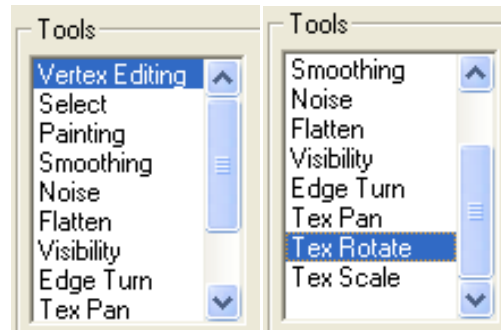 Tools
Vertex Editing
Select
Painting
Smoothing
Noise
Flatten
Visibility
Edge Turn
Tex Pan
Tools
Smoothing
Noise
Flatten
Visibility
Edge Turn
Tex Pan
Tex Rotate
Tex Scale